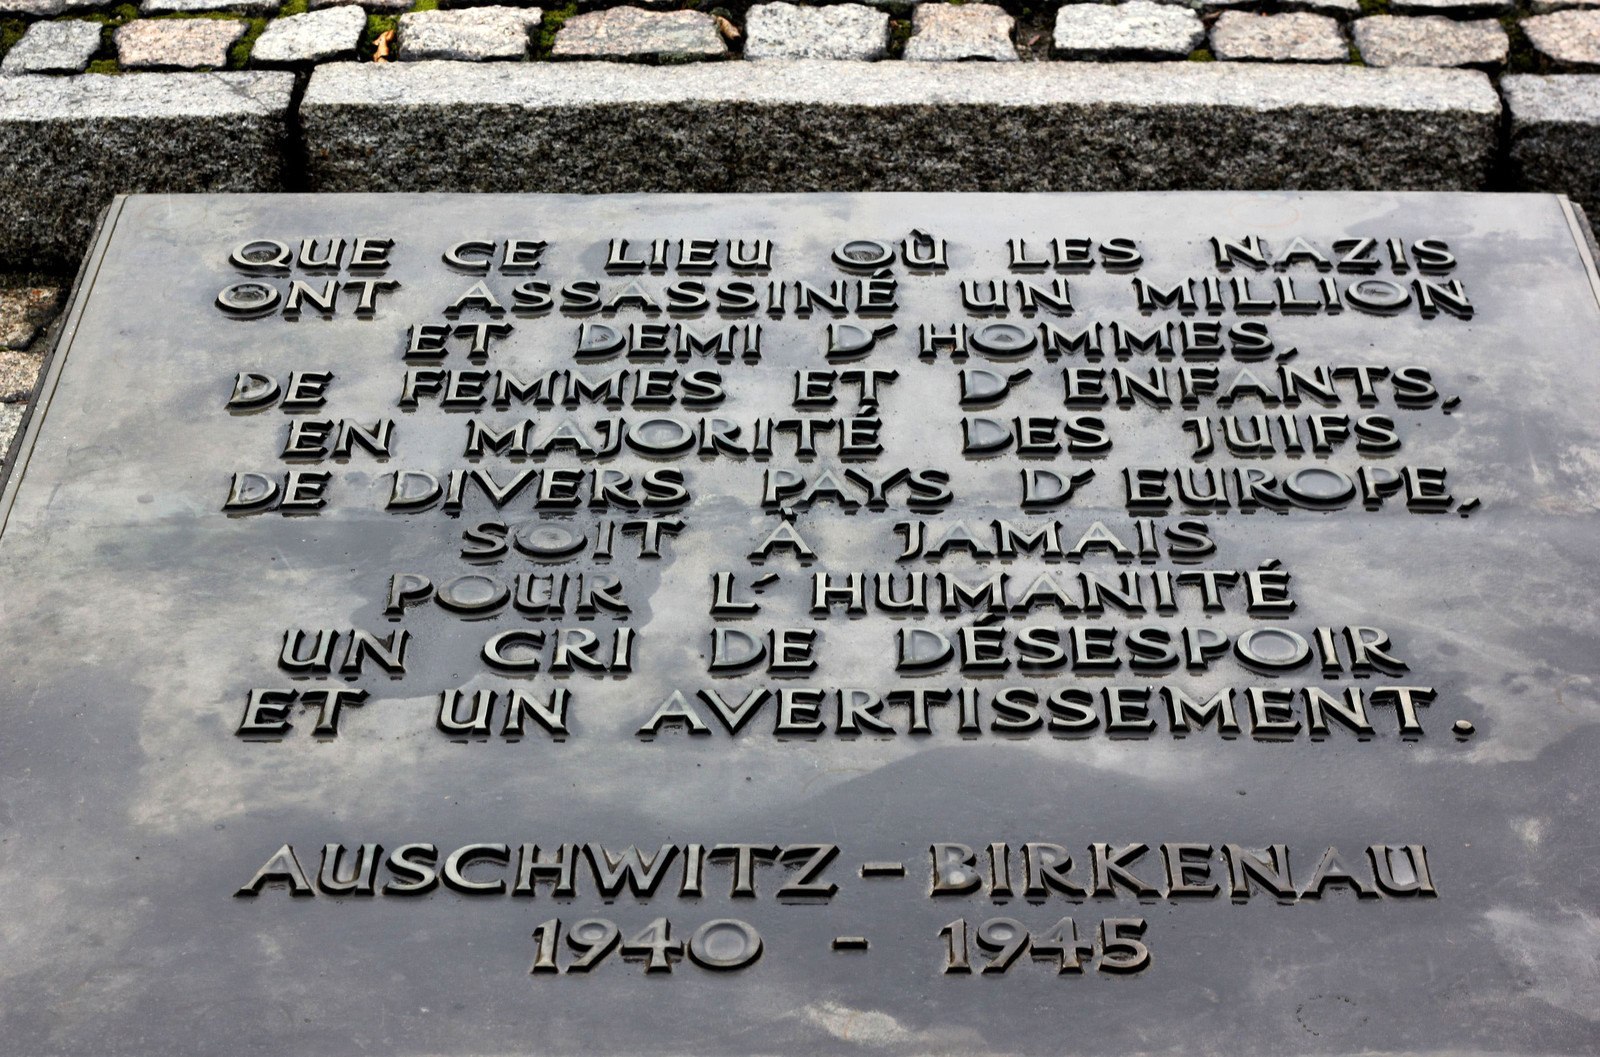 QUE CE LIEU OÙ LES NAZIS
ONT ASSASSINÉ UN MILLION
ET DEMI D'HOMMES,
DE FEMMES ET D'ENFANTS,
EN MAJORITÉ DES JUIFS
DE DIVERS PAYS D'EUROPE,
SOIT À JAMAIS
POUR L'HUMANITÉ
UN CRI DE DÉSESPOIR
ET UN AVERTISSEMENT.
AUSCHWITZ - BIRKENAU
1940 - 1945